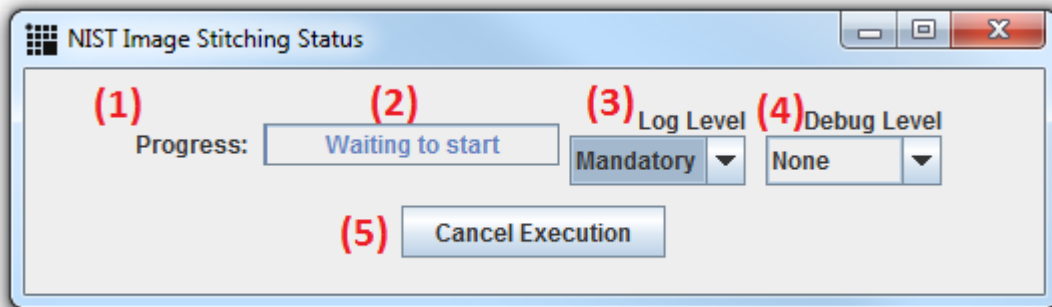 NIST Image Stitching Status
(1) (2) (3) Log Level (4) Debug Level
Progress: Waiting to start Mandatory None
(5) Cancel Execution